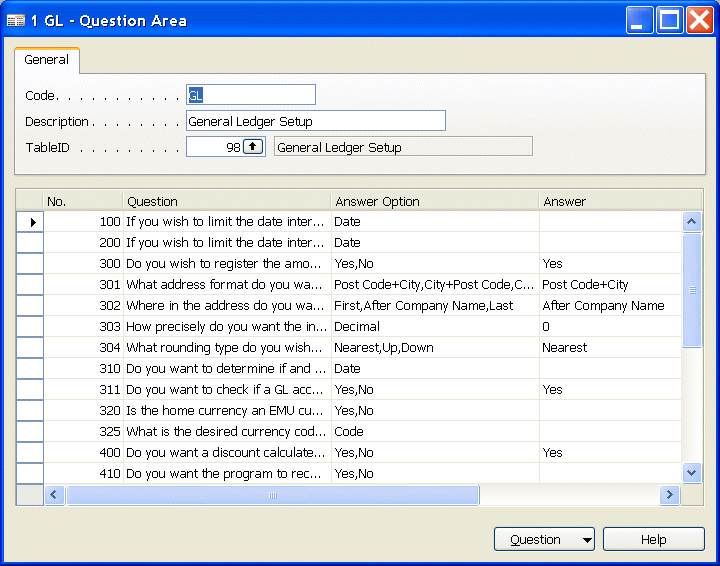 1 GL - Question Area
General
Code. . . . . . . . . . . GL
Description . . . . . . . . General Ledger Setup
TableID . . . . . . . . . 98 General Ledger Setup
No. Question Answer Option Answer
100 If you wish to limit the date inter... Date
200 If you wish to limit the date inter... Date
300 Do you wish to register the amo... Yes,No Yes
301 What address format do you wa... Post Code+City,City+Post Code,C... Post Code+City
302 Where in the address do you wa... First,After Company Name,Last After Company Name
303 How precisely do you want the in... Decimal 0
304 What rounding type do you wish... Nearest,Up,Down Nearest
310 Do you want to determine if and ... Date
311 Do you want to check if a GL acc... Yes,No Yes
320 Is the home currency an EMU cu... Yes,No
325 What is the desired currency cod... Code
400 Do you want a discount calculate... Yes,No Yes
410 Do you want the program to rec... Yes,No
Question Help